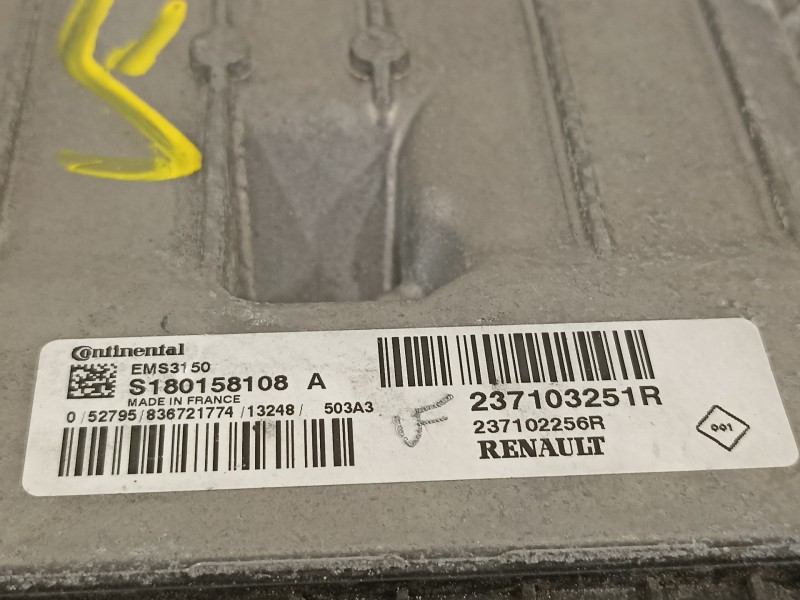 Continental
EMS3150
S180158108 A
MADE IN FRANCE
0/52795/836721774/13248/ 503A3
237103251R
237102256R
RENAULT
001